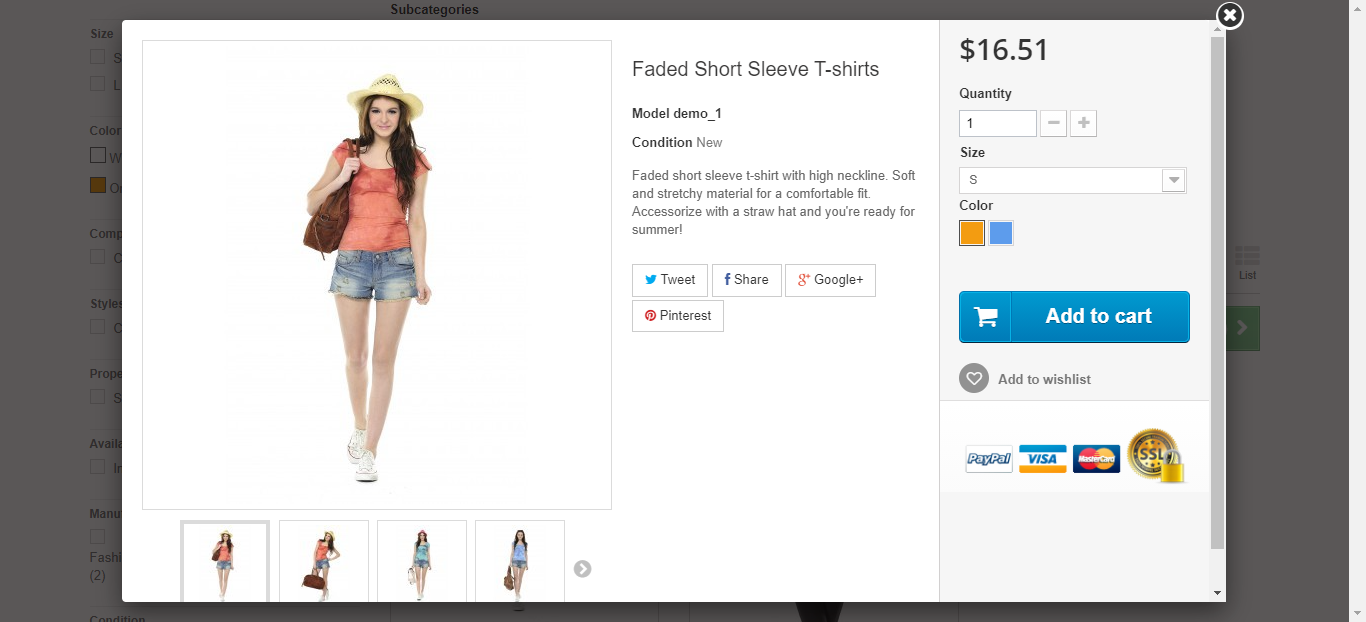 Subcategories
Size
S
L
Color
W
Or
Comp
C
Styles
C
Prope
S
Availa
In
Manu
Fashi
(2)
Condition
List
Faded Short Sleeve T-shirts
Model demo_1
Condition New
Faded short sleeve t-shirt with high neckline. Soft
and stretchy material for a comfortable fit.
Accessorize with a straw hat and you're ready for
summer!
Tweet
Share
Google+
Pinterest
$16.51
Quantity
1
Size
S
Color
Add to cart
Add to wishlist
PayPal
VISA
MasterCard
SSL